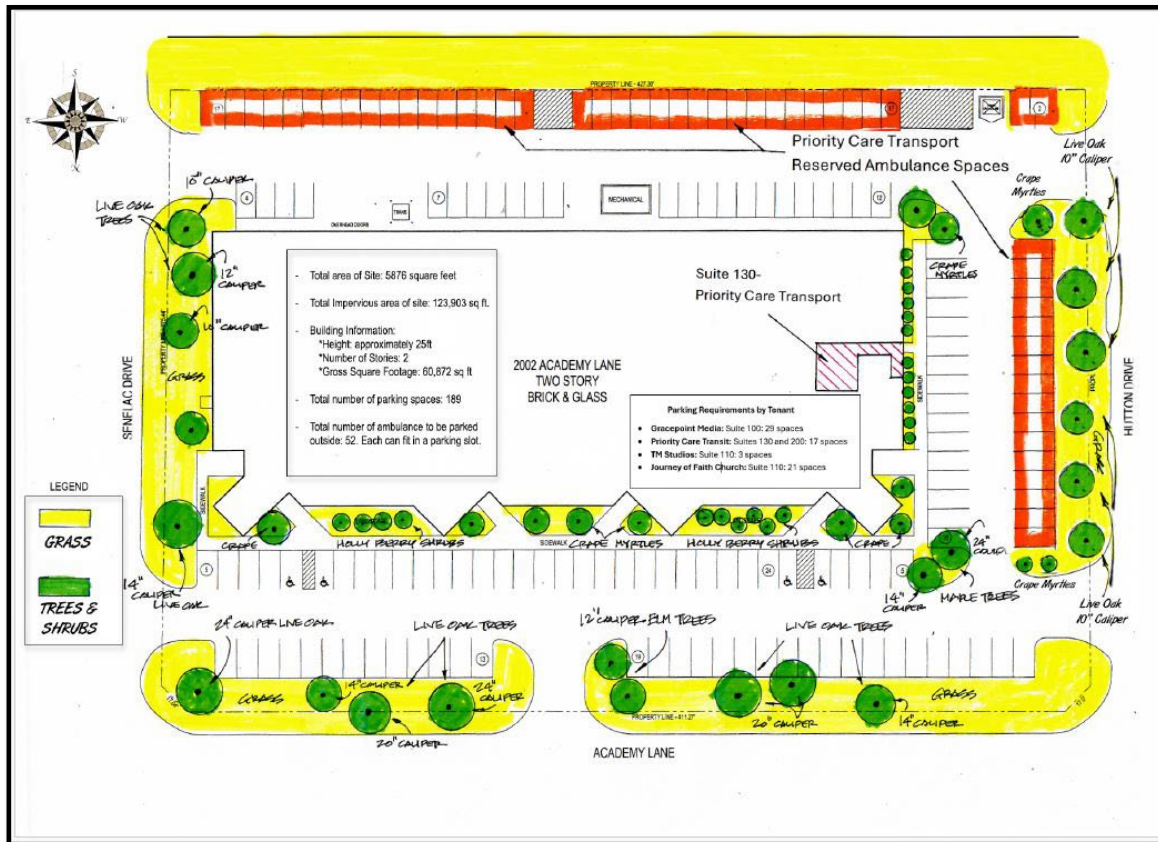 S
E
W
N
PROPERTY LINE - 427.39'
17
17
2
Priority Care Transport
Reserved Ambulance Spaces
Live Oak
10" Caliper
Crape
Myrtles
10" CALIPER
LIVE OAK
TREES
6
TRANS
7
MECHANICAL
12
OVERHEAD DOORS
12"
CALIPER
CRAPE
MYRTLES
- Total area of Site: 5876 square feet
- Total Impervious area of site: 123,903 sq ft.
- Building Information:
*Height: approximately 25ft
*Number of Stories: 2
*Gross Square Footage: 60,872 sq ft
- Total number of parking spaces: 189
- Total number of ambulance to be parked
outside: 52. Each can fit in a parking slot.
Suite 130-
Priority Care Transport
10" CALIPER
GRASS
SENELAC DRIVE
2002 ACADEMY LANE
TWO STORY
BRICK & GLASS
SIDEWALK
HUTTON DRIVE
GRASS
Parking Requirements by Tenant
• Gracepoint Media: Suite 100: 29 spaces
• Priority Care Transit: Suites 130 and 200: 17 spaces
• TM Studios: Suite 110: 3 spaces
• Journey of Faith Church: Suite 110: 21 spaces
LEGEND
GRASS
TREES &
SHRUBS
SIDEWALK
CRAPE
HOLLY BERRY SHRUBS
SIDEWALK
CRAPE MYRTLES
HOLLY BERRY SHRUBS
CRAPE
24"
5
24
14"
CALIPER
LIVE OAK
14"
CALIPER
MAPLE TREES
Crape Myrtles
Live Oak
10" Caliper
24" CALIPER LIVE OAK
LIVE OAK TREES
12" CALIPER ELM TREES
LIVE OAK TREES
13
19
GRASS
14" CALIPER
24"
CALIPER
20" CALIPER
20"
CALIPER
14" CALIPER
GRASS
ACADEMY LANE